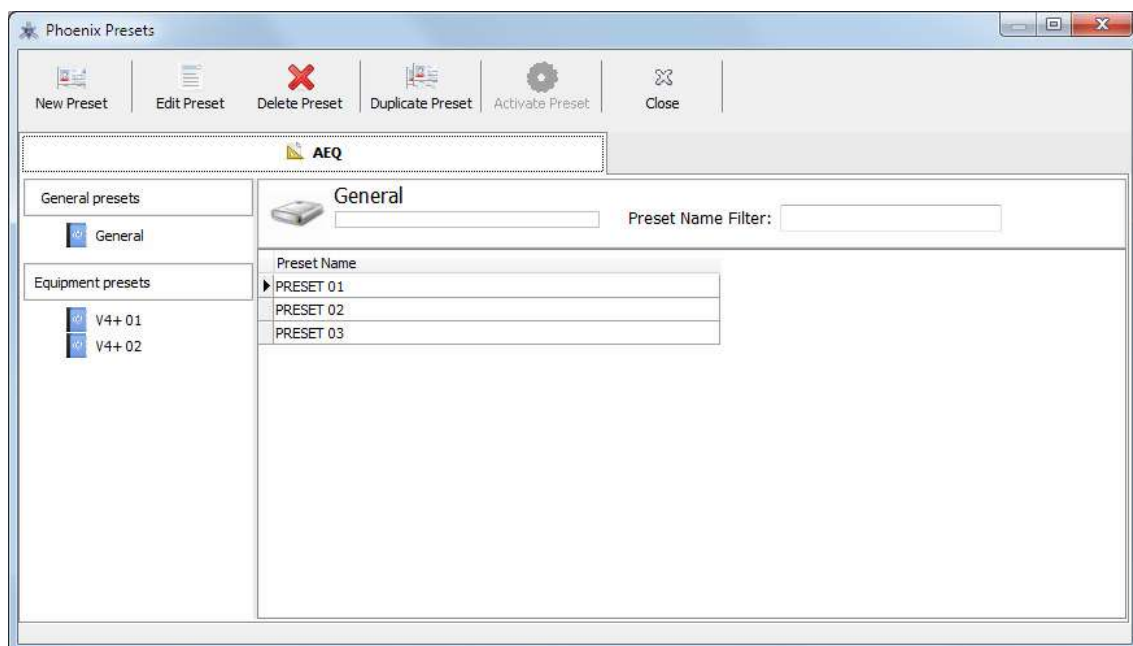 Phoenix Presets
New Preset
Edit Preset
Delete Preset
Duplicate Preset
Activate Preset
Close
AEQ
General presets
General
Equipment presets
V4+ 01
V4+ 02
General
Preset Name Filter:
Preset Name
PRESET 01
PRESET 02
PRESET 03